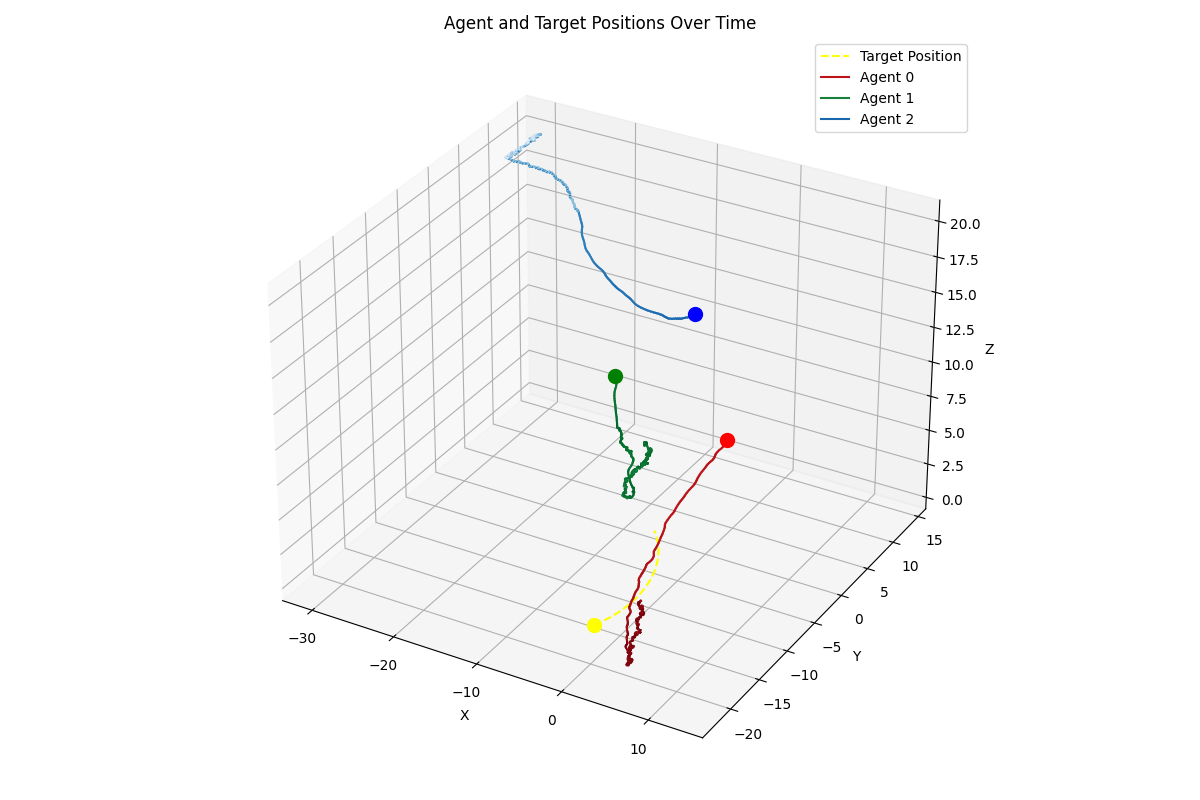 Agent and Target Positions Over Time
Target Position
Agent 0
Agent 1
Agent 2
20.0
17.5
15.0
12.5
10.0
7.5
5.0
2.5
0.0
Z
15
10
5
0
−5
−10
−15
−20
Y
−30
−20
−10
0
10
X